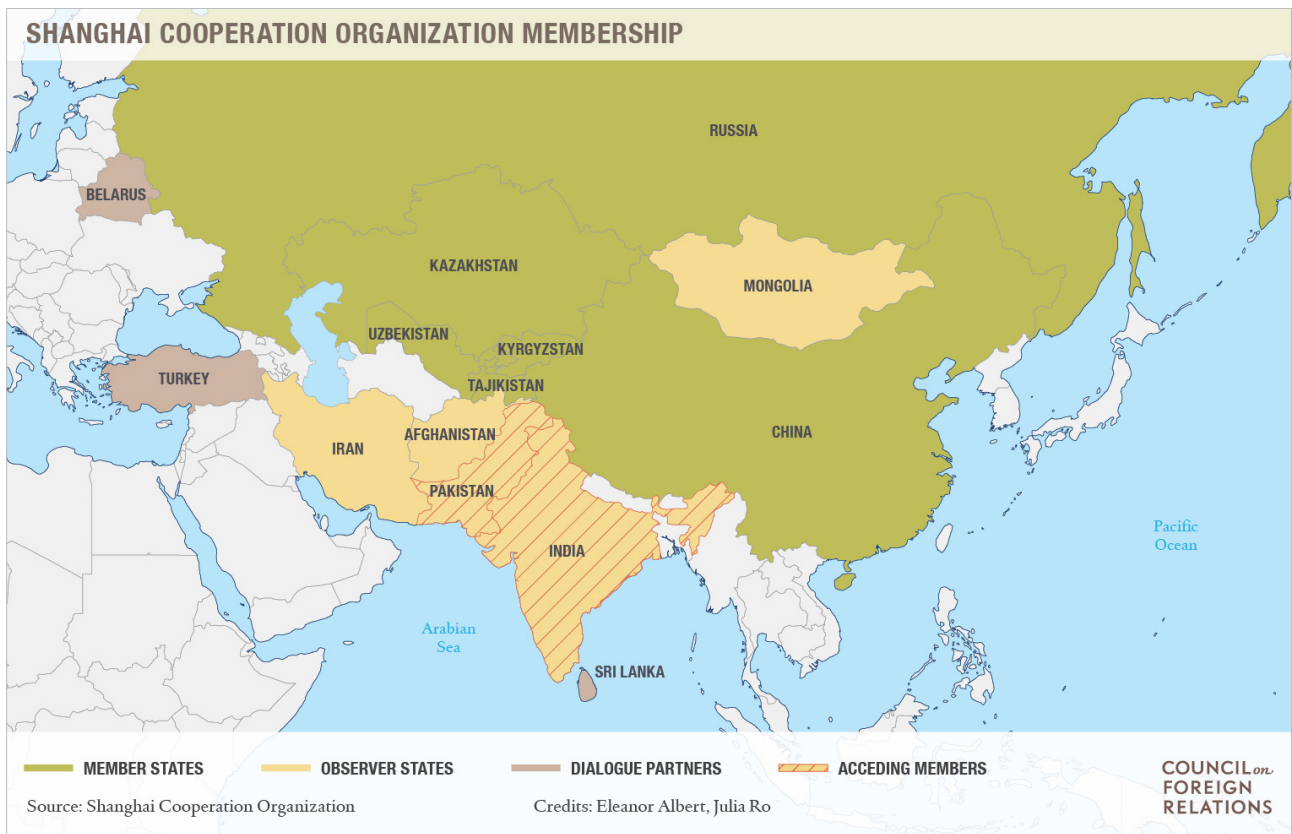 SHANGHAI COOPERATION ORGANIZATION MEMBERSHIP
RUSSIA
BELARUS
KAZAKHSTAN
MONGOLIA
UZBEKISTAN
KYRGYZSTAN
TURKEY
TAJIKISTAN
CHINA
AFGHANISTAN
IRAN
PAKISTAN
INDIA
Pacific
Ocean
Arabian
Sea
SRI LANKA
MEMBER STATES
OBSERVER STATES
DIALOGUE PARTNERS
ACCEDING MEMBERS
Source: Shanghai Cooperation Organization
Credits: Eleanor Albert, Julia Ro
COUNCIL on
FOREIGN
RELATIONS